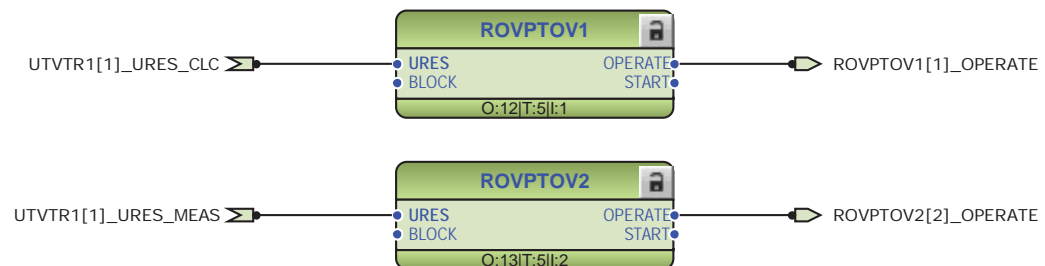 ROVPTOV1
UTVTR1[1]_URES_CLC
URES
OPERATE
ROVPTOV1[1]_OPERATE
BLOCK
START
O:12|T:5|I:1
ROVPTOV2
UTVTR1[1]_URES_MEAS
URES
OPERATE
ROVPTOV2[2]_OPERATE
BLOCK
START
O:13|T:5|I:2